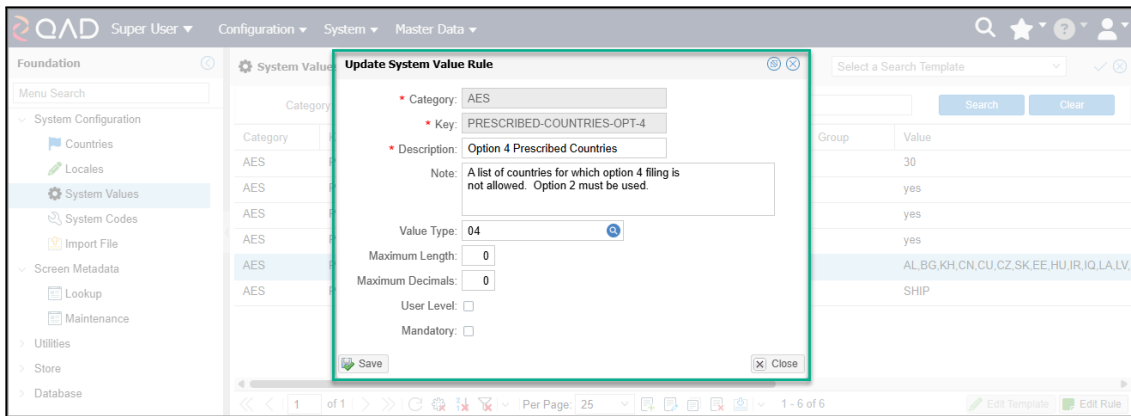 QAD Super User Configuration System Master Data
Foundation
System Value
Update System Value Rule
Select a Search Template
Menu Search
Category
* Category: AES
Search Clear
System Configuration
* Key: PRESCRIBED-COUNTRIES-OPT-4
Countries
Category
* Description: Option 4 Prescribed Countries
Group Value
Locales
AES
Note: A list of countries for which option 4 filing is
not allowed. Option 2 must be used.
30
System Values
AES
yes
System Codes
AES
yes
Value Type: 04
Import File
AES
yes
Maximum Length: 0
Screen Metadata
AES
AL,BG,KH,CN,CU,CZ,SK,EE,HU,IR,IQ,LA,LV,
Maximum Decimals: 0
Lookup
AES
SHIP
User Level:
Maintenance
Mandatory:
Utilities
Save Close
Store
Database
1 of 1 Per Page: 25 1 - 6 of 6 Edit Template Edit Rule